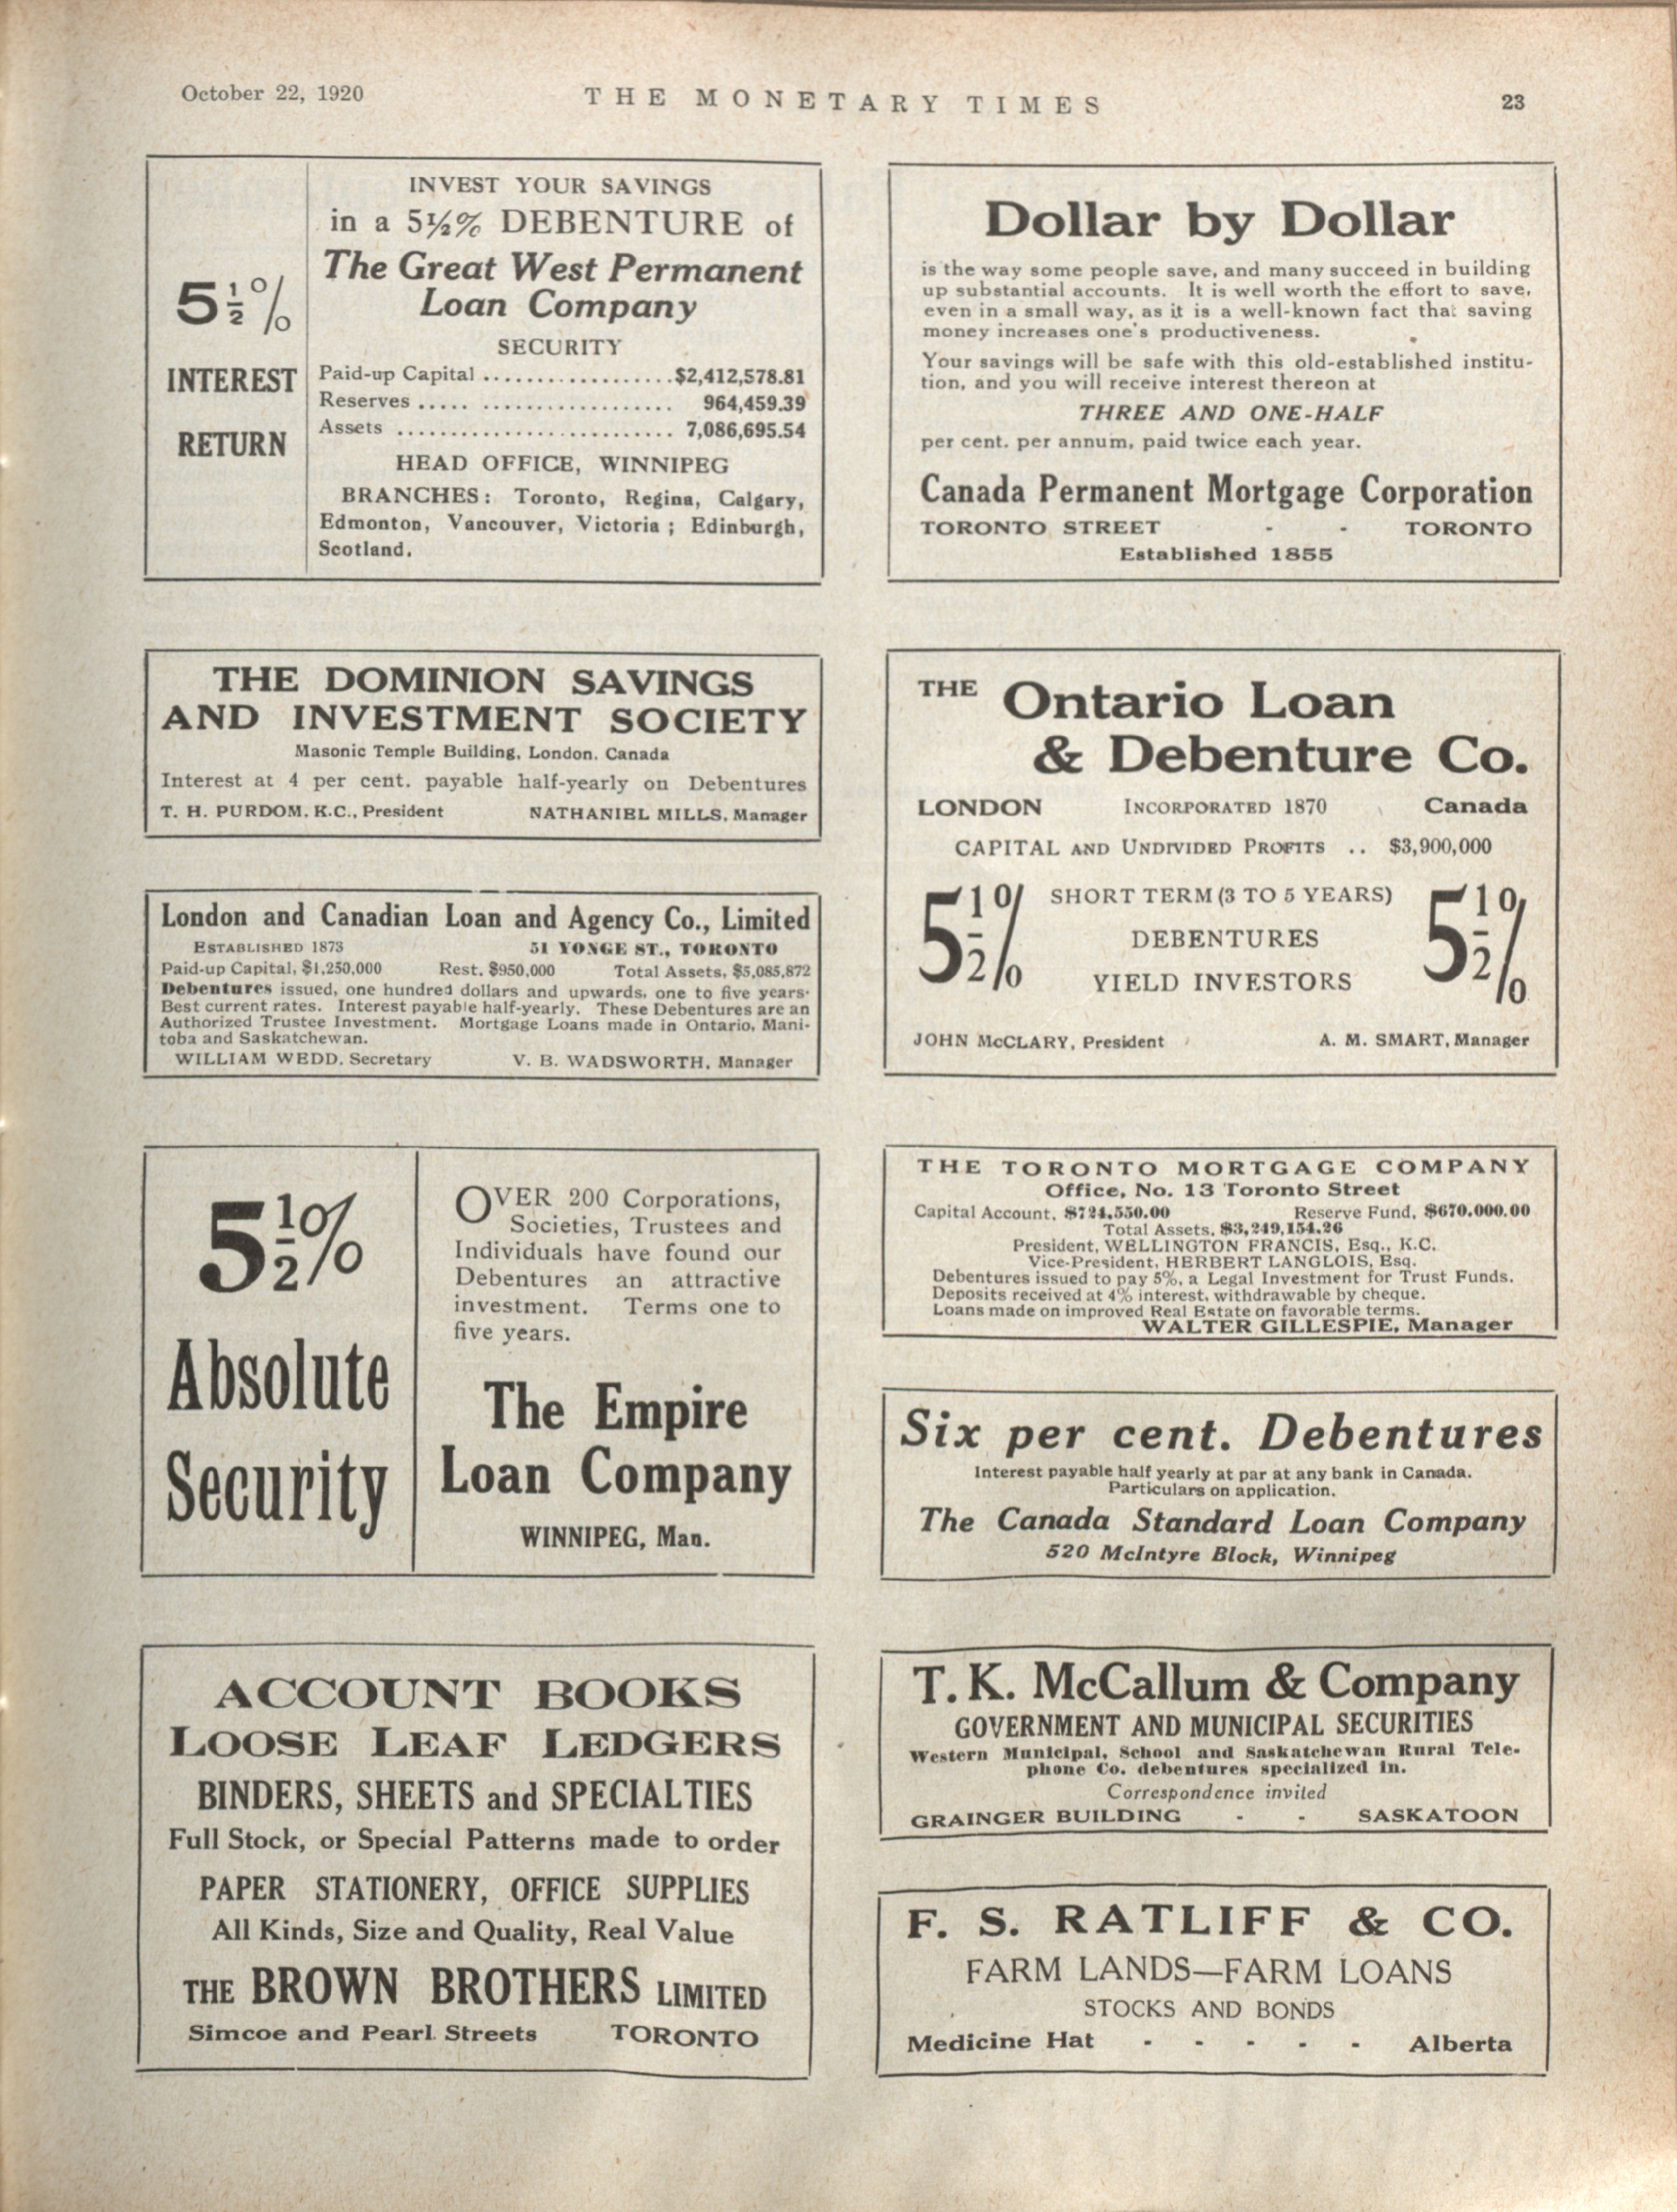 October 22, 1920
THE MONETARY TIMES
23
5½%
INTEREST
RETURN
INVEST YOUR SAVINGS
in a 5½% DEBENTURE of
The Great West Permanent
Loan Company
SECURITY
Paid-up Capital ..................$2,412,578.81
Reserves ..... .................. 964,459.39
Assets .......................... 7,086,695.54
HEAD OFFICE, WINNIPEG
BRANCHES: Toronto, Regina, Calgary,
Edmonton, Vancouver, Victoria; Edinburgh,
Scotland.
Dollar by Dollar
is the way some people save, and many succeed in building
up substantial accounts. It is well worth the effort to save,
even in a small way, as it is a well-known fact that saving
money increases one's productiveness.
Your savings will be safe with this old-established institu-
tion, and you will receive interest thereon at
THREE AND ONE-HALF
per cent. per annum, paid twice each year.
Canada Permanent Mortgage Corporation
TORONTO STREET - - TORONTO
Established 1855
THE DOMINION SAVINGS
AND INVESTMENT SOCIETY
Masonic Temple Building, London, Canada
Interest at 4 per cent. payable half-yearly on Debentures
T. H. PURDOM, K.C., President NATHANIEL MILLS, Manager
THE Ontario Loan
& Debenture Co.
LONDON INCORPORATED 1870 Canada
CAPITAL AND UNDIVIDED PROFITS .. $3,900,000
5½%
SHORT TERM (3 TO 5 YEARS)
DEBENTURES
YIELD INVESTORS
5½%
JOHN McCLARY, President A. M. SMART, Manager
London and Canadian Loan and Agency Co., Limited
ESTABLISHED 1873 51 YONGE ST., TORONTO
Paid-up Capital, $1,250,000 Rest, $950,000 Total Assets, $5,085,872
Debentures issued, one hundred dollars and upwards, one to five years.
Best current rates. Interest payable half-yearly. These Debentures are an
Authorized Trustee Investment. Mortgage Loans made in Ontario, Mani-
toba and Saskatchewan.
WILLIAM WEDD, Secretary V. B. WADSWORTH, Manager
5½%
Absolute
Security
OVER 200 Corporations,
Societies, Trustees and
Individuals have found our
Debentures an attractive
investment. Terms one to
five years.
The Empire
Loan Company
WINNIPEG, Man.
THE TORONTO MORTGAGE COMPANY
Office, No. 13 Toronto Street
Capital Account, $724,550.00 Reserve Fund, $670,000.00
Total Assets, $3,249,154.26
President, WELLINGTON FRANCIS, Esq., K.C.
Vice-President, HERBERT LANGLOIS, Esq.
Debentures issued to pay 5%, a Legal Investment for Trust Funds.
Deposits received at 4% interest, withdrawable by cheque.
Loans made on improved Real Estate on favorable terms.
WALTER GILLESPIE, Manager
Six per cent. Debentures
Interest payable half yearly at par at any bank in Canada.
Particulars on application.
The Canada Standard Loan Company
520 McIntyre Block, Winnipeg
ACCOUNT BOOKS
LOOSE LEAF LEDGERS
BINDERS, SHEETS and SPECIALTIES
Full Stock, or Special Patterns made to order
PAPER STATIONERY, OFFICE SUPPLIES
All Kinds, Size and Quality, Real Value
THE BROWN BROTHERS LIMITED
Simcoe and Pearl Streets TORONTO
T. K. McCallum & Company
GOVERNMENT AND MUNICIPAL SECURITIES
Western Municipal, School and Saskatchewan Rural Tele-
phone Co. debentures specialized in.
Correspondence invited
GRAINGER BUILDING - - SASKATOON
F. S. RATLIFF & CO.
FARM LANDS—FARM LOANS
STOCKS AND BONDS
Medicine Hat - - - - - Alberta